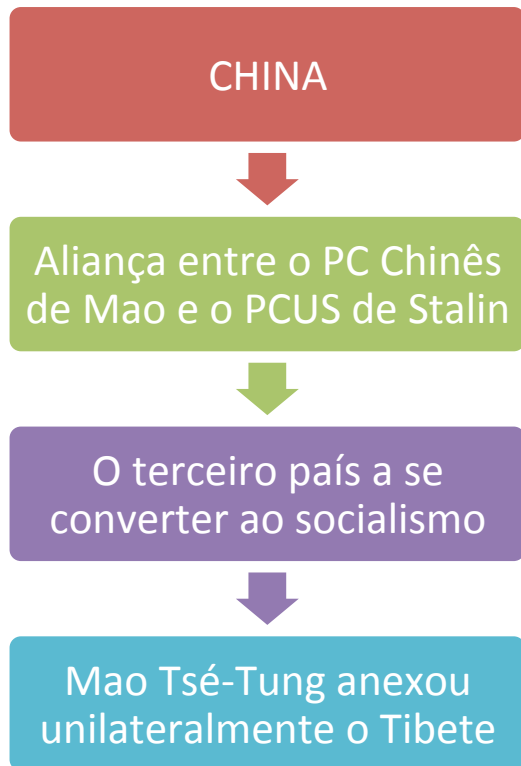 CHINA
Aliança entre o PC Chinês
de Mao e o PCUS de Stalin
O terceiro país a se
converter ao socialismo
Mao Tsé-Tung anexou
unilateralmente o Tibete